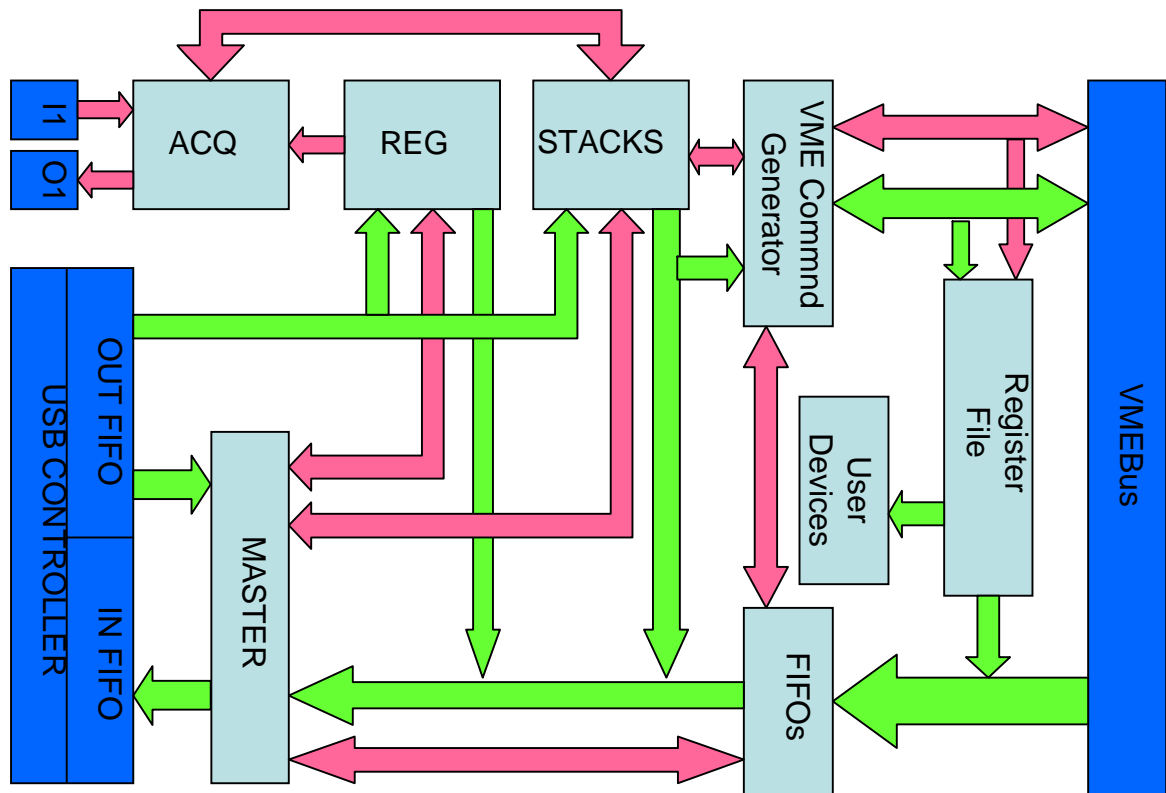 I1
O1
ACQ
REG
STACKS
VME Commnd
Generator
VMEBus
Register
File
User
Devices
OUT FIFO
USB CONTROLLER
IN FIFO
MASTER
FIFOs